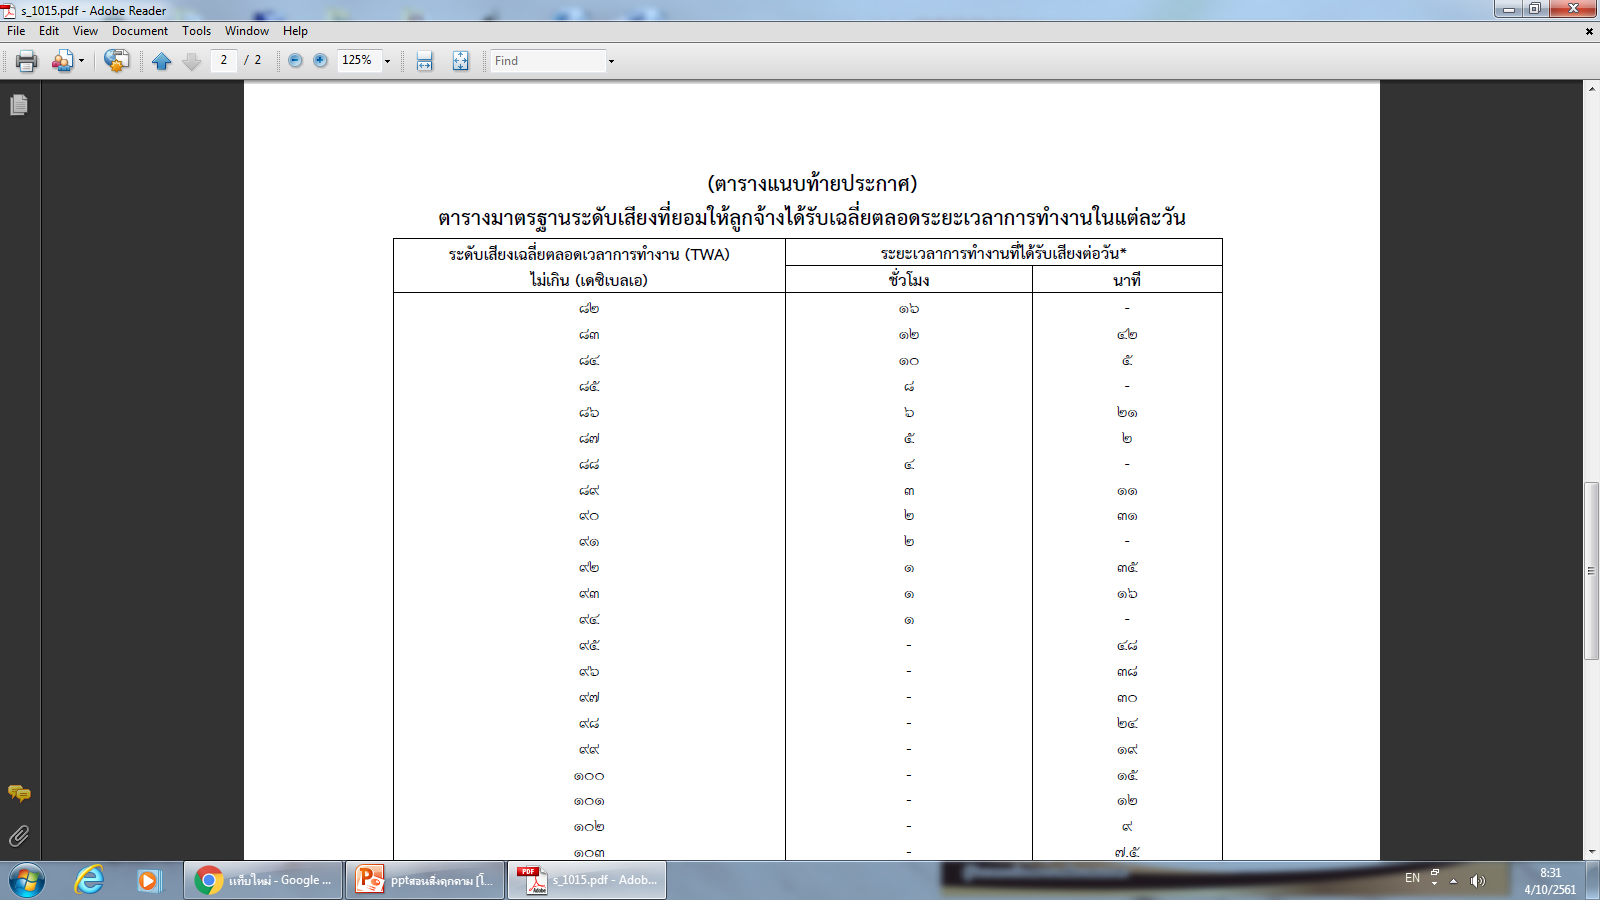 s_1015.pdf - Adobe Reader
File Edit View Document Tools Window Help
2 / 2 125% Find
(ตารางแนบท้ายประกาศ)
ตารางมาตรฐานระดับเสียงที่ยอมให้ลูกจ้างได้รับเฉลี่ยตลอดระยะเวลาการทำงานในแต่ละวัน
ระดับเสียงเฉลี่ยตลอดเวลาการทำงาน (TWA) ระยะเวลาการทำงานที่ได้รับเสียงต่อวัน*
ไม่เกิน (เดซิเบลเอ) ชั่วโมง นาที
๘๒ ๑๖ -
๘๓ ๑๒ ๔๒
๘๔ ๑๐ ๕
๘๕ ๘ -
๘๖ ๖ ๒๑
๘๗ ๕ ๒
๘๘ ๔ -
๘๙ ๓ ๑๑
๙๐ ๒ ๓๑
๙๑ ๒ -
๙๒ ๑ ๓๕
๙๓ ๑ ๑๖
๙๔ ๑ -
๙๕ - ๔๘
๙๖ - ๓๘
๙๗ - ๓๐
๙๘ - ๒๔
๙๙ - ๑๙
๑๐๐ - ๑๕
๑๐๑ - ๑๒
๑๐๒ - ๙
๑๐๓ - ๗.๕
แท็บใหม่ - Google ... pptสอนสิ่งคุกคาม [โ... s_1015.pdf - Adob... EN 8:31
4/10/2561